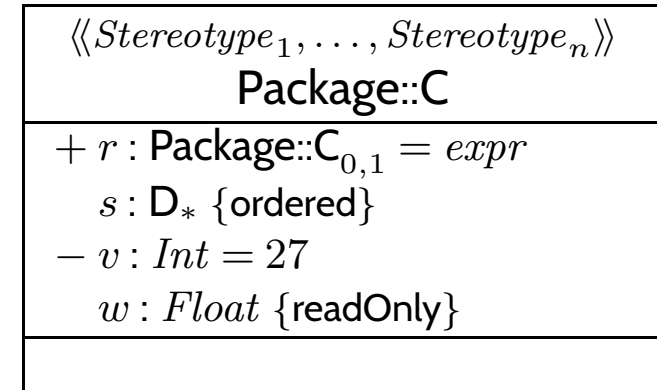 ⟪Stereotype₁, …, Stereotypeₙ⟫
Package::C
+ r : Package::C₀,₁ = expr
s : D∗ {ordered}
− v : Int = 27
w : Float {readOnly}